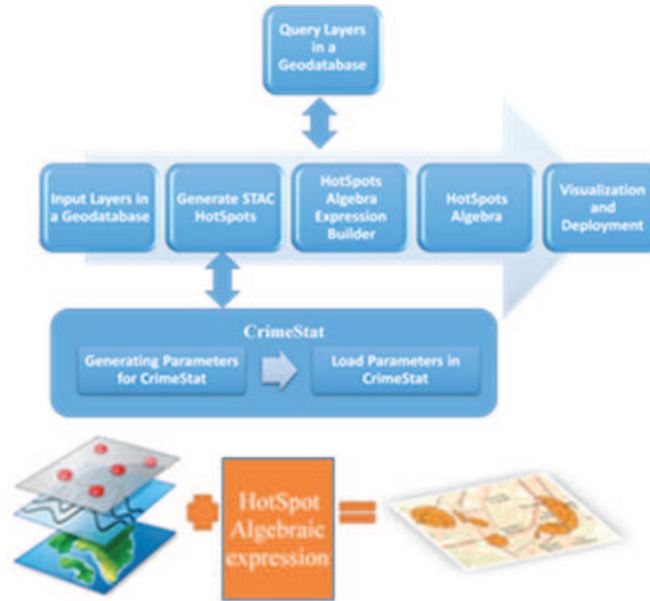 Query Layers
in a
Geodatabase
Input Layers in
a Geodatabase
Generate STAC
HotSpots
HotSpots
Algebra
Expression
Builder
HotSpots
Algebra
Visualization
and
Deployment
CrimeStat
Generating Parameters
for CrimeStat
Load Parameters in
CrimeStat
HotSpot
Algebraic
expression